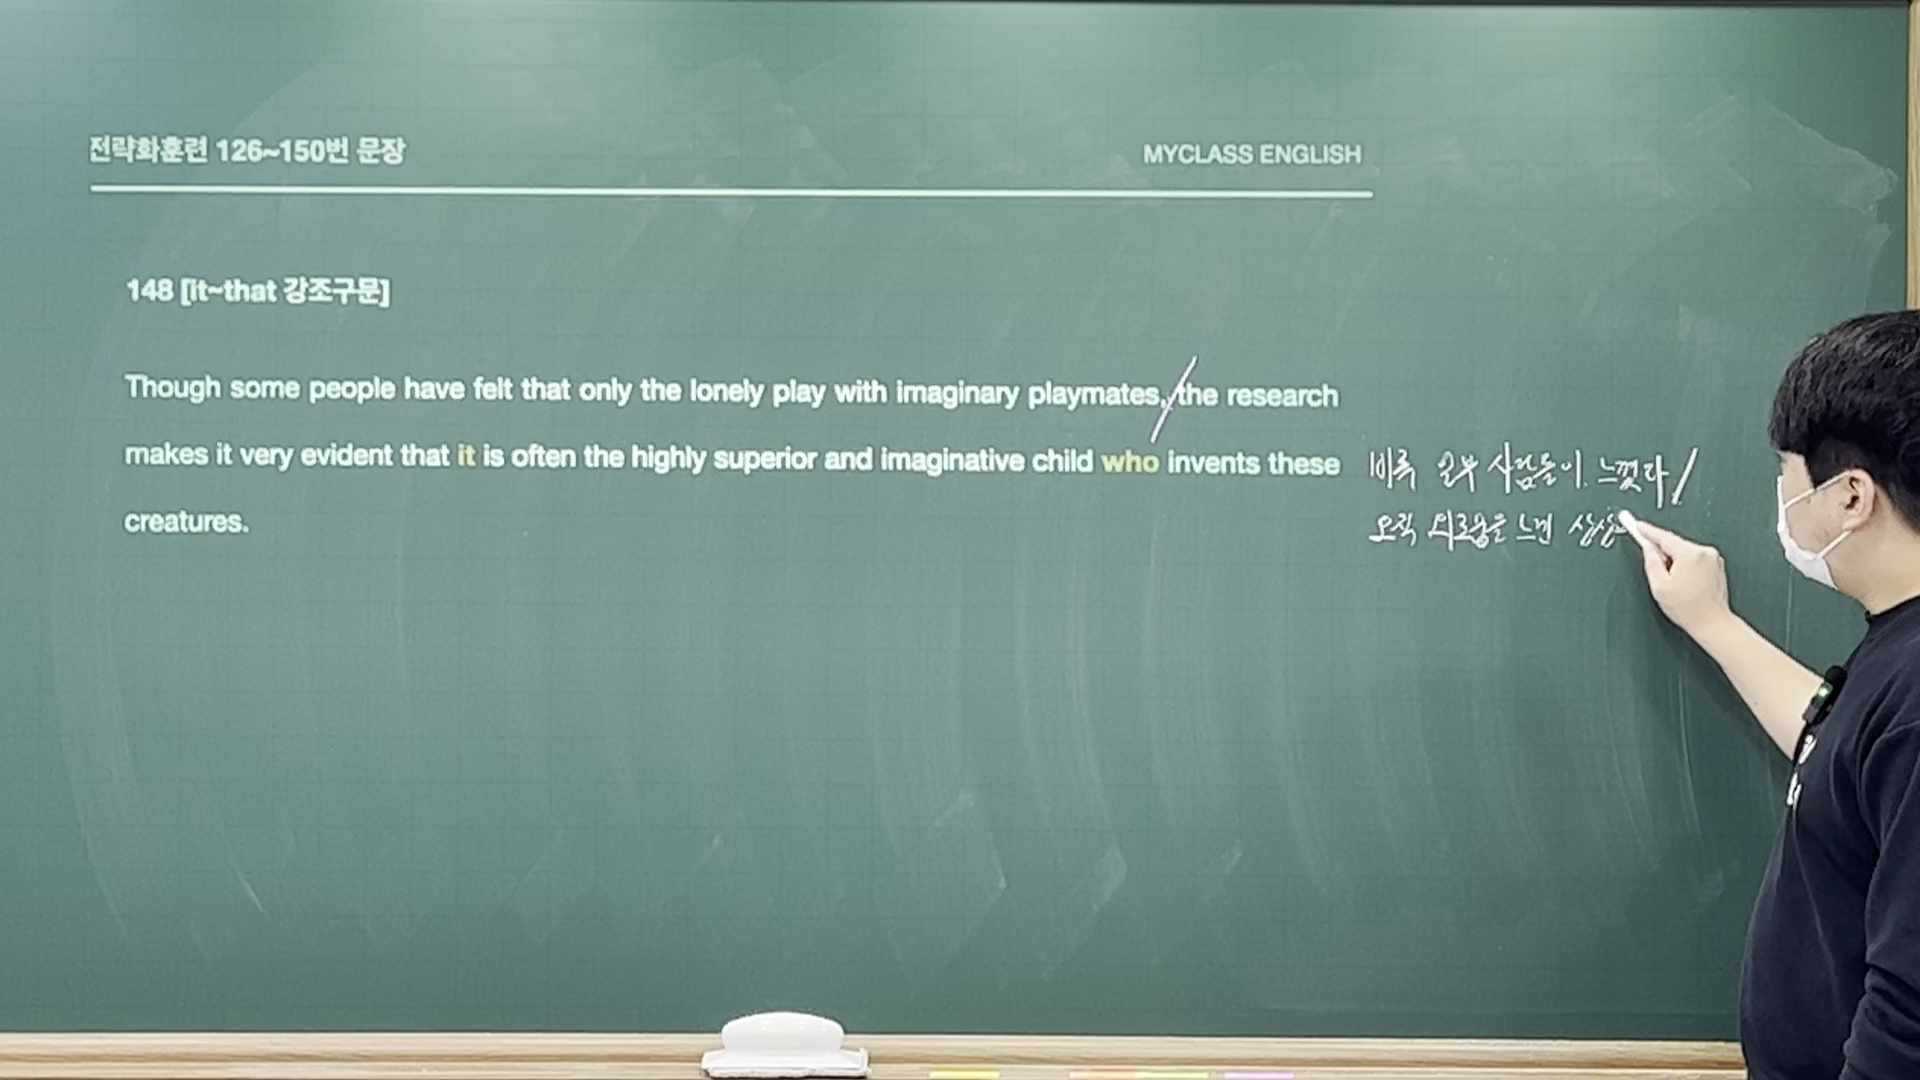 전략화훈련 126~150번 문장
MYCLASS ENGLISH
148 [it~that 강조구문]
Though some people have felt that only the lonely play with imaginary playmates, the research
makes it very evident that it is often the highly superior and imaginative child who invents these
creatures.
비록 일부 사람들이 느꼈다 /
오직 외로움을 느낀 상상